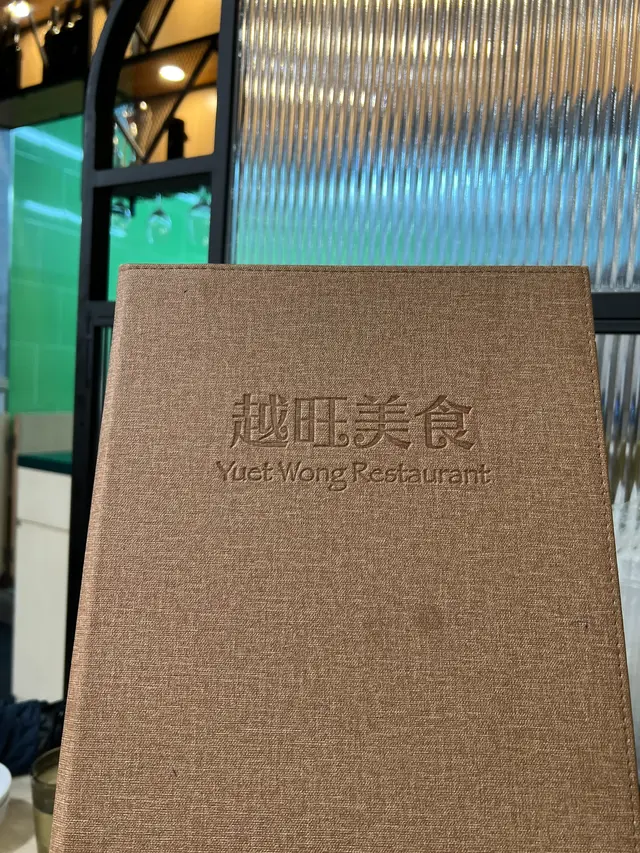 越旺美食
Yuet Wong Restaurant